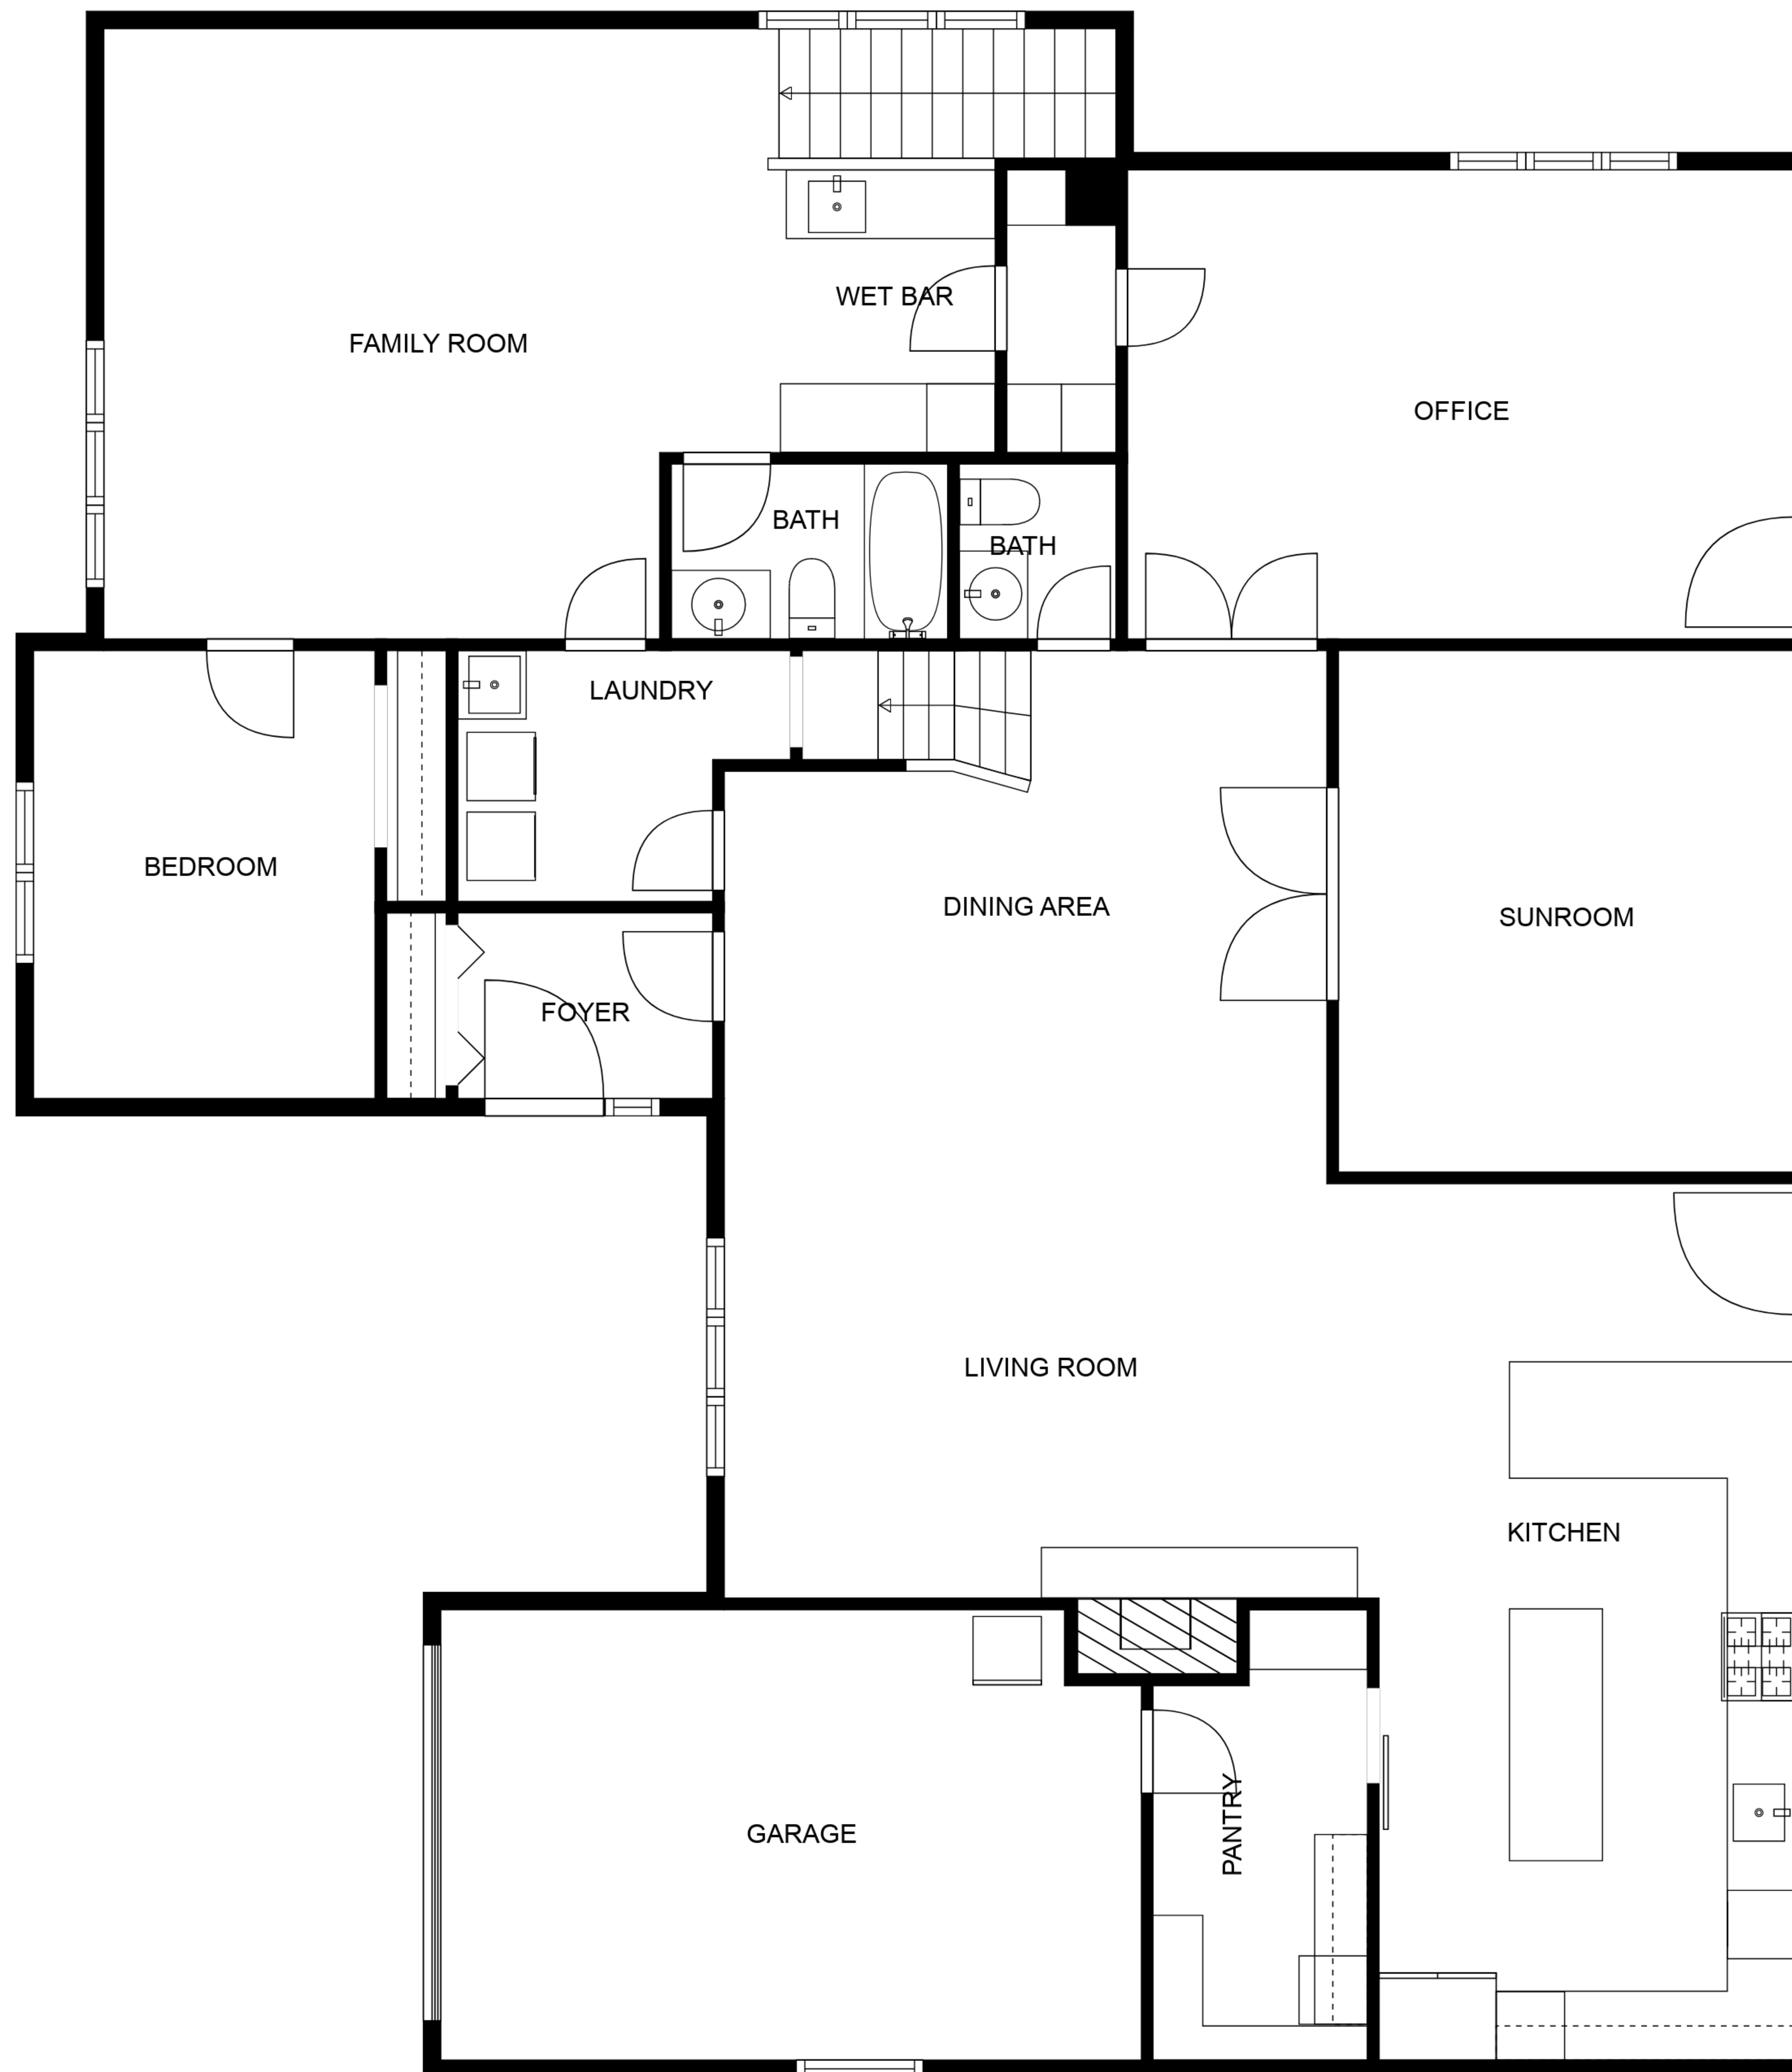 WET BAR
FAMILY ROOM
OFFICE
BATH
BATH
LAUNDRY
BEDROOM
DINING AREA
SUNROOM
FOYER
LIVING ROOM
KITCHEN
PANTRY
GARAGE